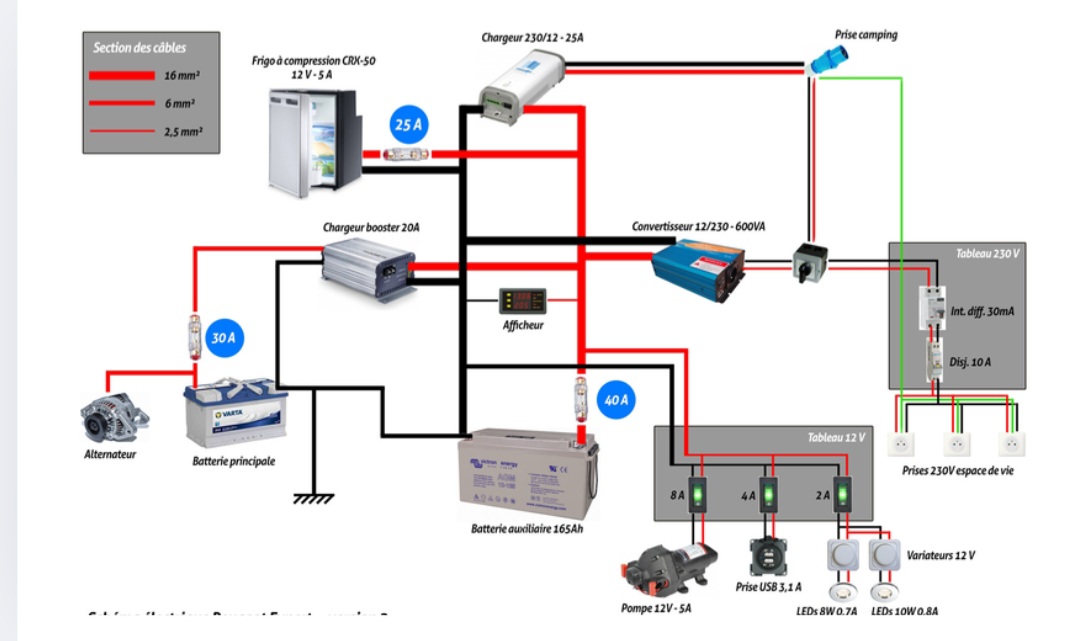 Section des câbles
16 mm²
6 mm²
2,5 mm²
Frigo à compression CRX-50
12 V - 5 A
Chargeur 230/12 - 25A
Prise camping
25 A
Chargeur booster 20A
Convertisseur 12/230 - 600VA
Tableau 230 V
Int. diff. 30mA
Disj. 10 A
Afficheur
30 A
40 A
VARTA
Alternateur
Batterie principale
Prises 230V espace de vie
Tableau 12 V
8 A
4 A
2 A
energy
Batterie auxiliaire 165Ah
Variateurs 12 V
Prise USB 3,1 A
Pompe 12V - 5A
LEDs 8W 0.7A
LEDs 10W 0.8A